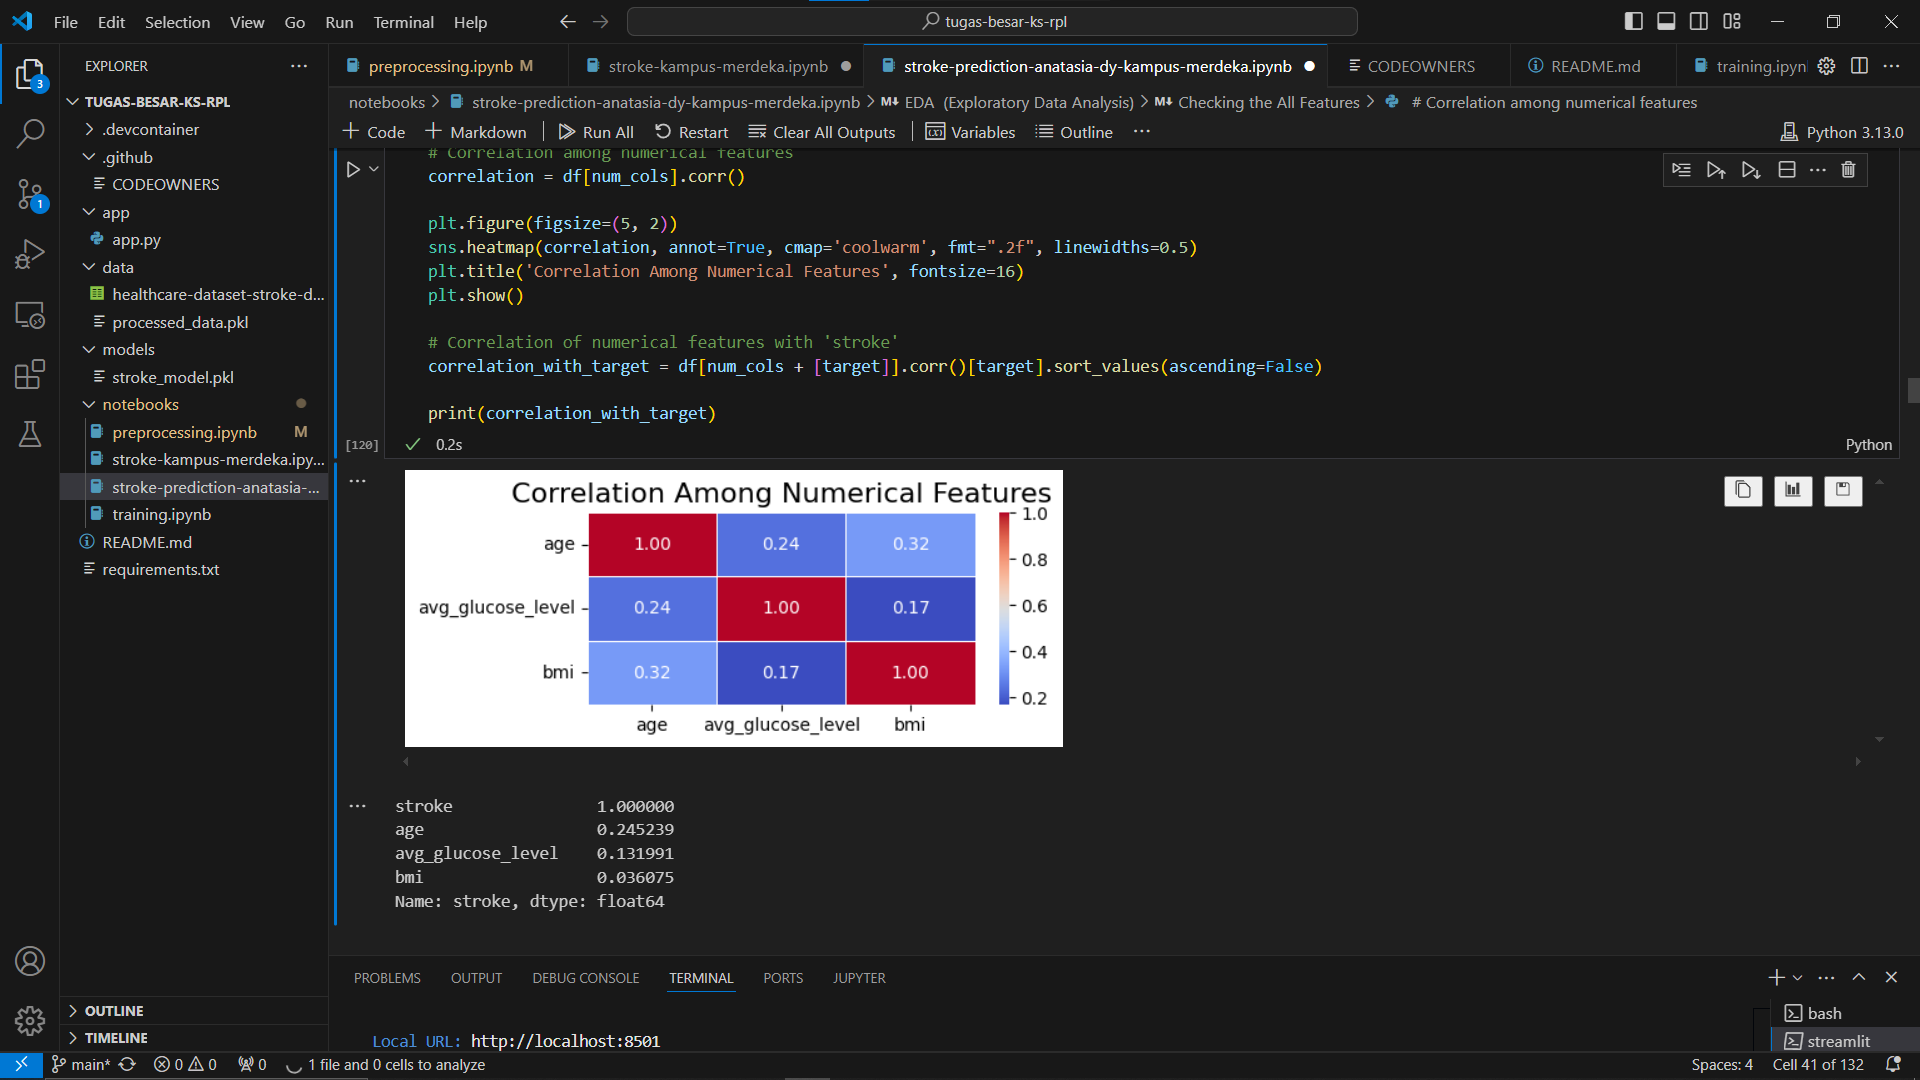 File Edit Selection View Go Run Terminal Help
tugas-besar-ks-rpl
EXPLORER
preprocessing.ipynb M
stroke-kampus-merdeka.ipynb
stroke-prediction-anatasia-dy-kampus-merdeka.ipynb
CODEOWNERS
README.md
training.ipyn
notebooks > stroke-prediction-anatasia-dy-kampus-merdeka.ipynb > EDA (Exploratory Data Analysis) > Checking the All Features > # Correlation among numerical features
Code Markdown Run All Restart Clear All Outputs Variables Outline ...
Python 3.13.0
3
1
TUGAS-BESAR-KS-RPL
.devcontainer
.github
CODEOWNERS
app
app.py
data
healthcare-dataset-stroke-d...
processed_data.pkl
models
stroke_model.pkl
notebooks
preprocessing.ipynb M
stroke-kampus-merdeka.ipy...
stroke-prediction-anatasia-...
training.ipynb
README.md
requirements.txt
OUTLINE
TIMELINE
# Correlation among numerical features
correlation = df[num_cols].corr()
plt.figure(figsize=(5, 2))
sns.heatmap(correlation, annot=True, cmap='coolwarm', fmt=".2f", linewidths=0.5)
plt.title('Correlation Among Numerical Features', fontsize=16)
plt.show()
# Correlation of numerical features with 'stroke'
correlation_with_target = df[num_cols + [target]].corr()[target].sort_values(ascending=False)
print(correlation_with_target)
[120] 0.2s
Python
Correlation Among Numerical Features
age 1.00 0.24 0.32
avg_glucose_level 0.24 1.00 0.17
bmi 0.32 0.17 1.00
age avg_glucose_level bmi
1.0
0.8
0.6
0.4
0.2
stroke 1.000000
age 0.245239
avg_glucose_level 0.131991
bmi 0.036075
Name: stroke, dtype: float64
PROBLEMS OUTPUT DEBUG CONSOLE TERMINAL PORTS JUPYTER
Local URL: http://localhost:8501
bash
streamlit
main* 0 0 0 1 file and 0 cells to analyze
Spaces: 4 Cell 41 of 132